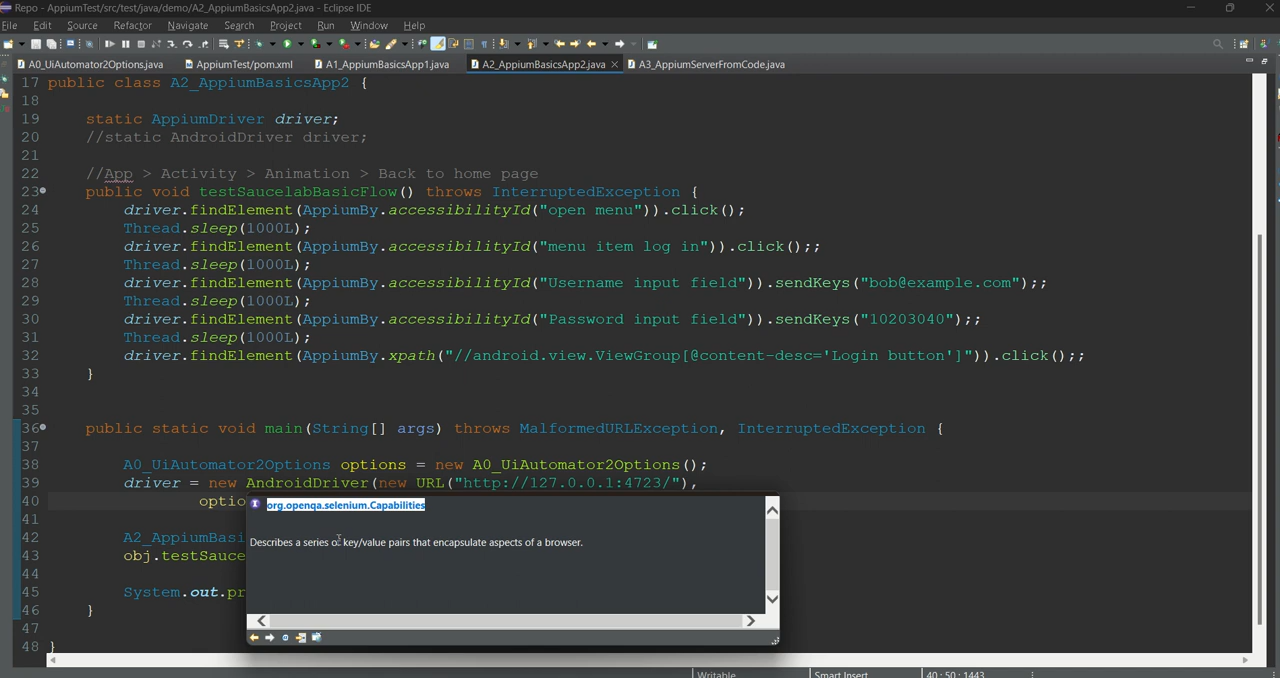 Repo - AppiumTest/src/test/java/demo/A2_AppiumBasicsApp2.java - Eclipse IDE
File Edit Source Refactor Navigate Search Project Run Window Help
A0_UiAutomator2Options.java AppiumTest/pom.xml A1_AppiumBasicsApp1.java A2_AppiumBasicsApp2.java A3_AppiumServerFromCode.java
17 public class A2_AppiumBasicsApp2 {
18
19 static AppiumDriver driver;
20 //static AndroidDriver driver;
21
22 //App > Activity > Animation > Back to home page
23 public void testSaucelabBasicFlow() throws InterruptedException {
24 driver.findElement(AppiumBy.accessibilityId("open menu")).click();
25 Thread.sleep(1000L);
26 driver.findElement(AppiumBy.accessibilityId("menu item log in")).click();;
27 Thread.sleep(1000L);
28 driver.findElement(AppiumBy.accessibilityId("Username input field")).sendKeys("bob@example.com");;
29 Thread.sleep(1000L);
30 driver.findElement(AppiumBy.accessibilityId("Password input field")).sendKeys("10203040");;
31 Thread.sleep(1000L);
32 driver.findElement(AppiumBy.xpath("//android.view.ViewGroup[@content-desc='Login button']")).click();;
33 }
34
35
36 public static void main(String[] args) throws MalformedURLException, InterruptedException {
37
38 A0_UiAutomator2Options options = new A0_UiAutomator2Options();
39 driver = new AndroidDriver(new URL("http://127.0.0.1:4723/"),
40 optio
org.openqa.selenium.Capabilities
41
42 A2_AppiumBasi
Describes a series of key/value pairs that encapsulate aspects of a browser.
43 obj.testSauce
44
45 System.out.pr
46 }
47
48 }
Writable Smart Insert 40 : 50 : 1443